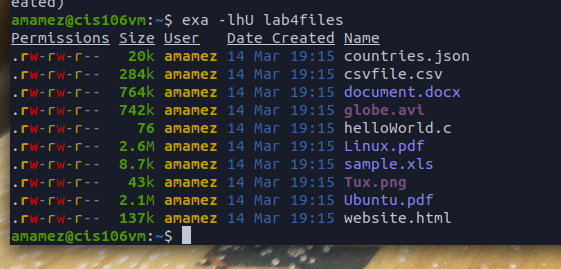 eated)
amamez@cis106vm:~$ exa -lhU lab4files
Permissions Size User   Date Created Name
.rw-rw-r--   20k amamez 14 Mar 19:15 countries.json
.rw-rw-r--  284k amamez 14 Mar 19:15 csvfile.csv
.rw-rw-r--  764k amamez 14 Mar 19:15 document.docx
.rw-rw-r--  742k amamez 14 Mar 19:15 globe.avi
.rw-rw-r--    76 amamez 14 Mar 19:15 helloWorld.c
.rw-rw-r--  2.6M amamez 14 Mar 19:15 Linux.pdf
.rw-rw-r--  8.7k amamez 14 Mar 19:15 sample.xls
.rw-rw-r--   43k amamez 14 Mar 19:15 Tux.png
.rw-rw-r--  2.1M amamez 14 Mar 19:15 Ubuntu.pdf
.rw-rw-r--  137k amamez 14 Mar 19:15 website.html
amamez@cis106vm:~$